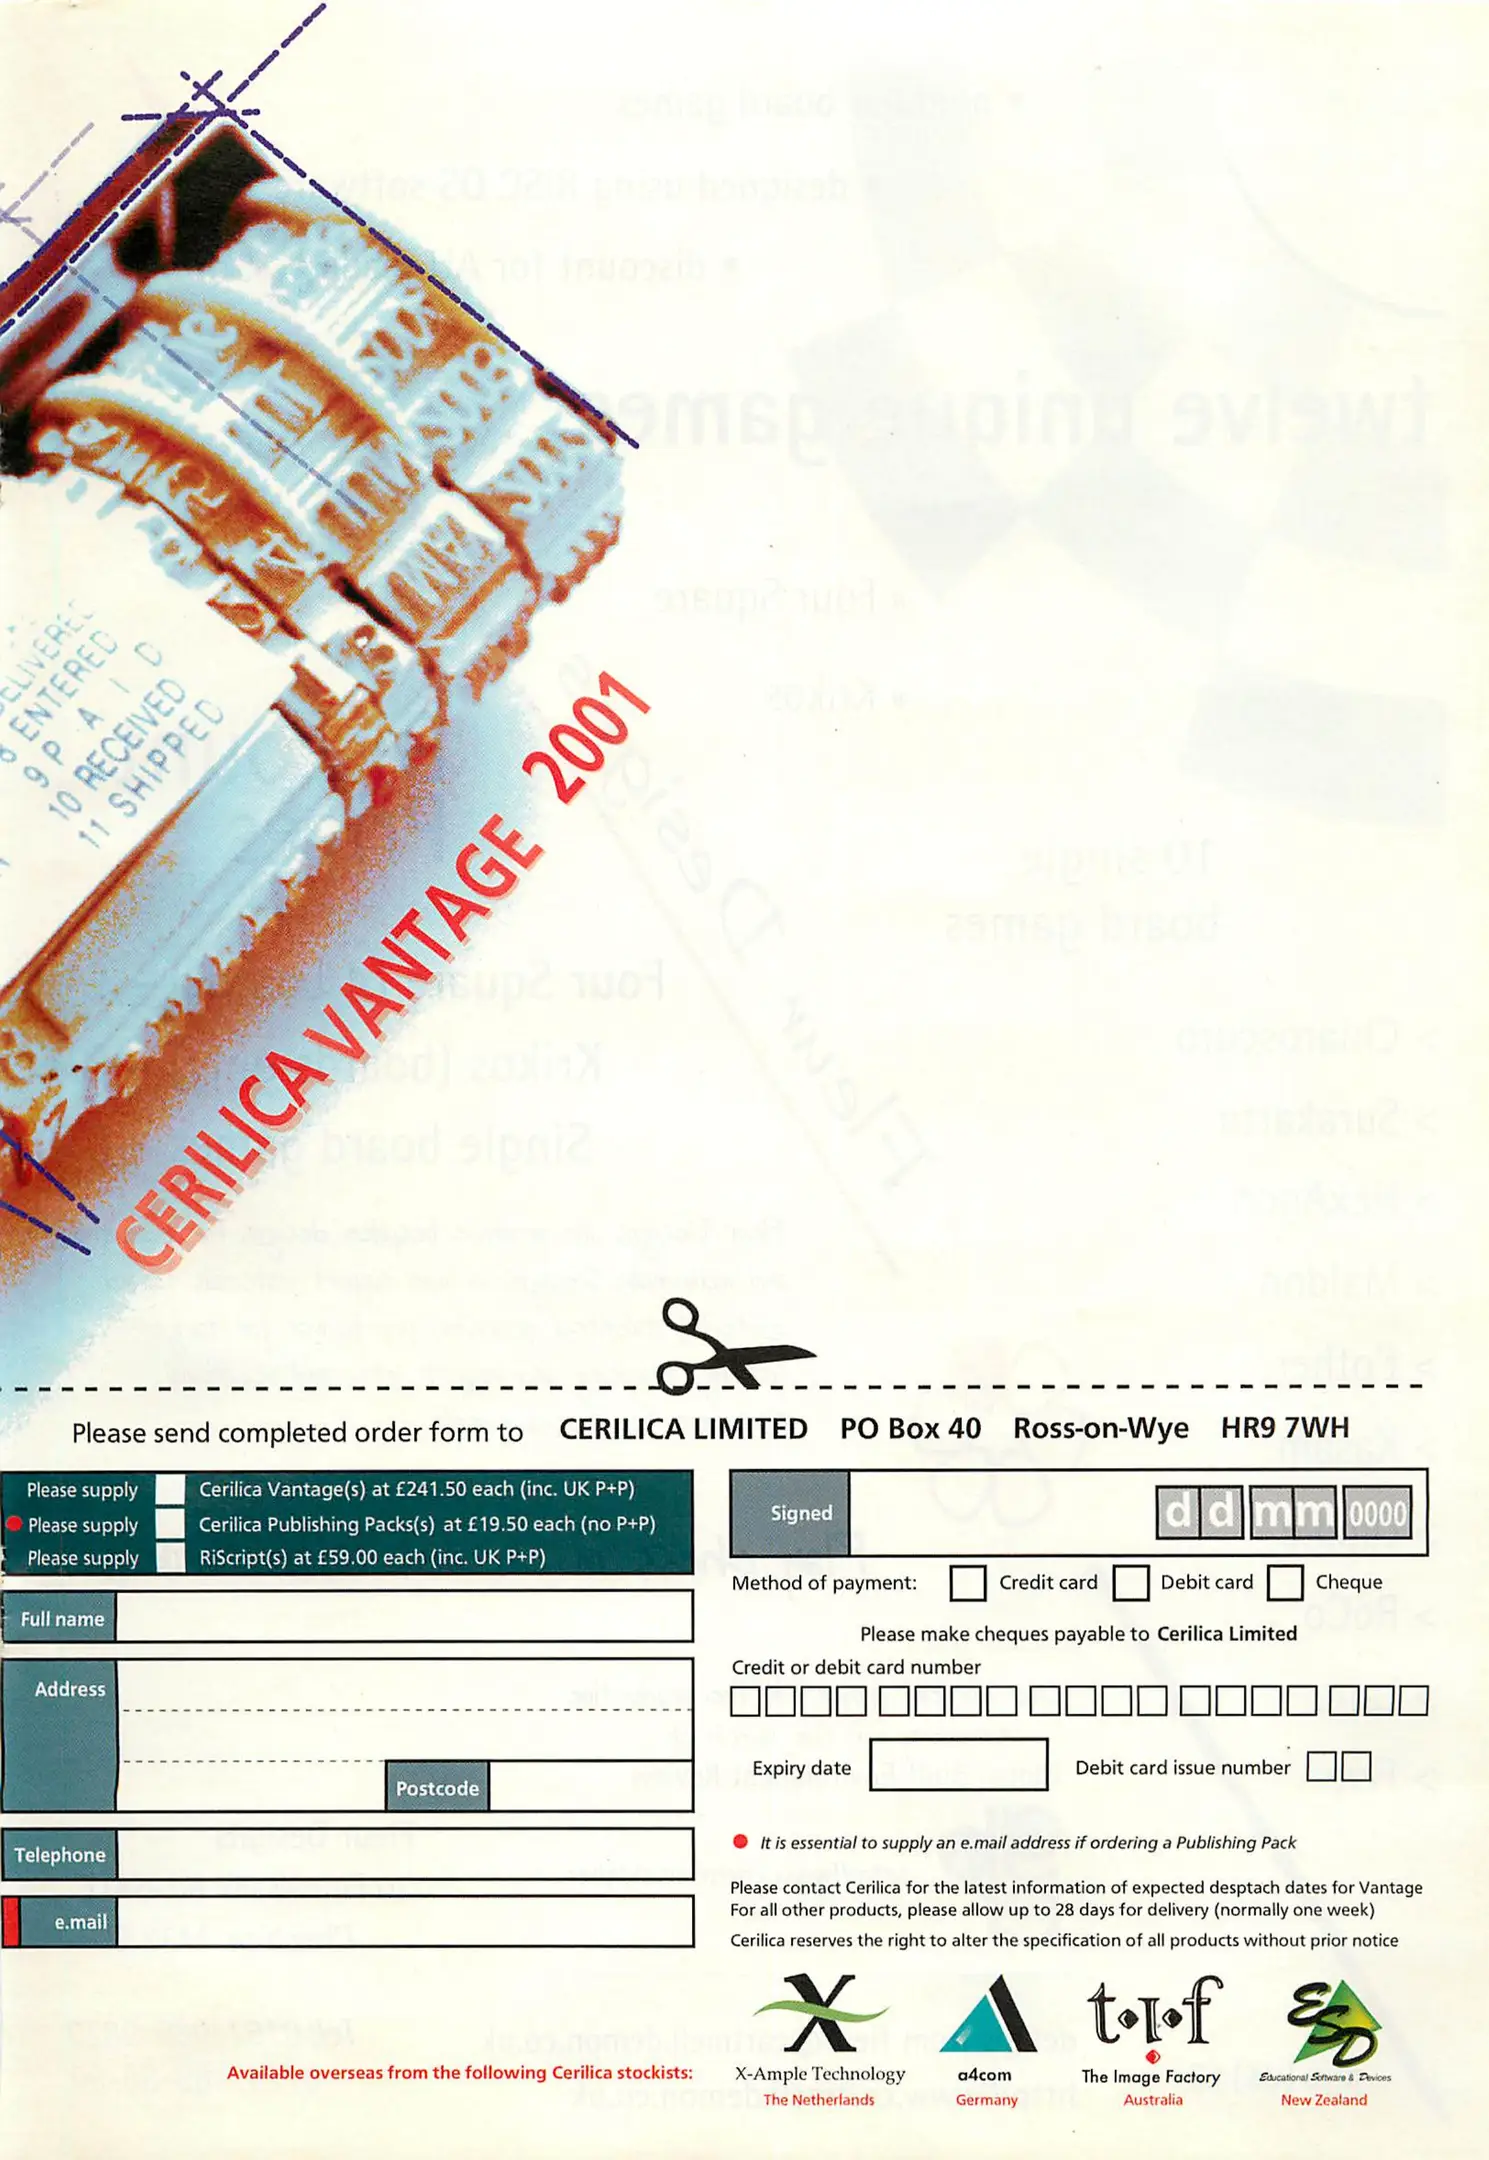 DELIVERED
8 ENTERED
9 P A I D
10 RECEIVED
11 SHIPPED
CERILICA VANTAGE 2001
Please send completed order form to CERILICA LIMITED PO Box 40 Ross-on-Wye HR9 7WH
Please supply Cerilica Vantage(s) at £241.50 each (inc. UK P+P)
Please supply Cerilica Publishing Packs(s) at £19.50 each (no P+P)
Please supply RiScript(s) at £59.00 each (inc. UK P+P)
Full name
Address
Postcode
Telephone
e.mail
Signed dd mm 0000
Method of payment: Credit card Debit card Cheque
Please make cheques payable to Cerilica Limited
Credit or debit card number
Expiry date Debit card issue number
It is essential to supply an e.mail address if ordering a Publishing Pack
Please contact Cerilica for the latest information of expected desptach dates for Vantage
For all other products, please allow up to 28 days for delivery (normally one week)
Cerilica reserves the right to alter the specification of all products without prior notice
Available overseas from the following Cerilica stockists:
X
X-Ample Technology
The Netherlands
a4com
Germany
t.i.f
The Image Factory
Australia
ESD
Educational Software & Devices
New Zealand